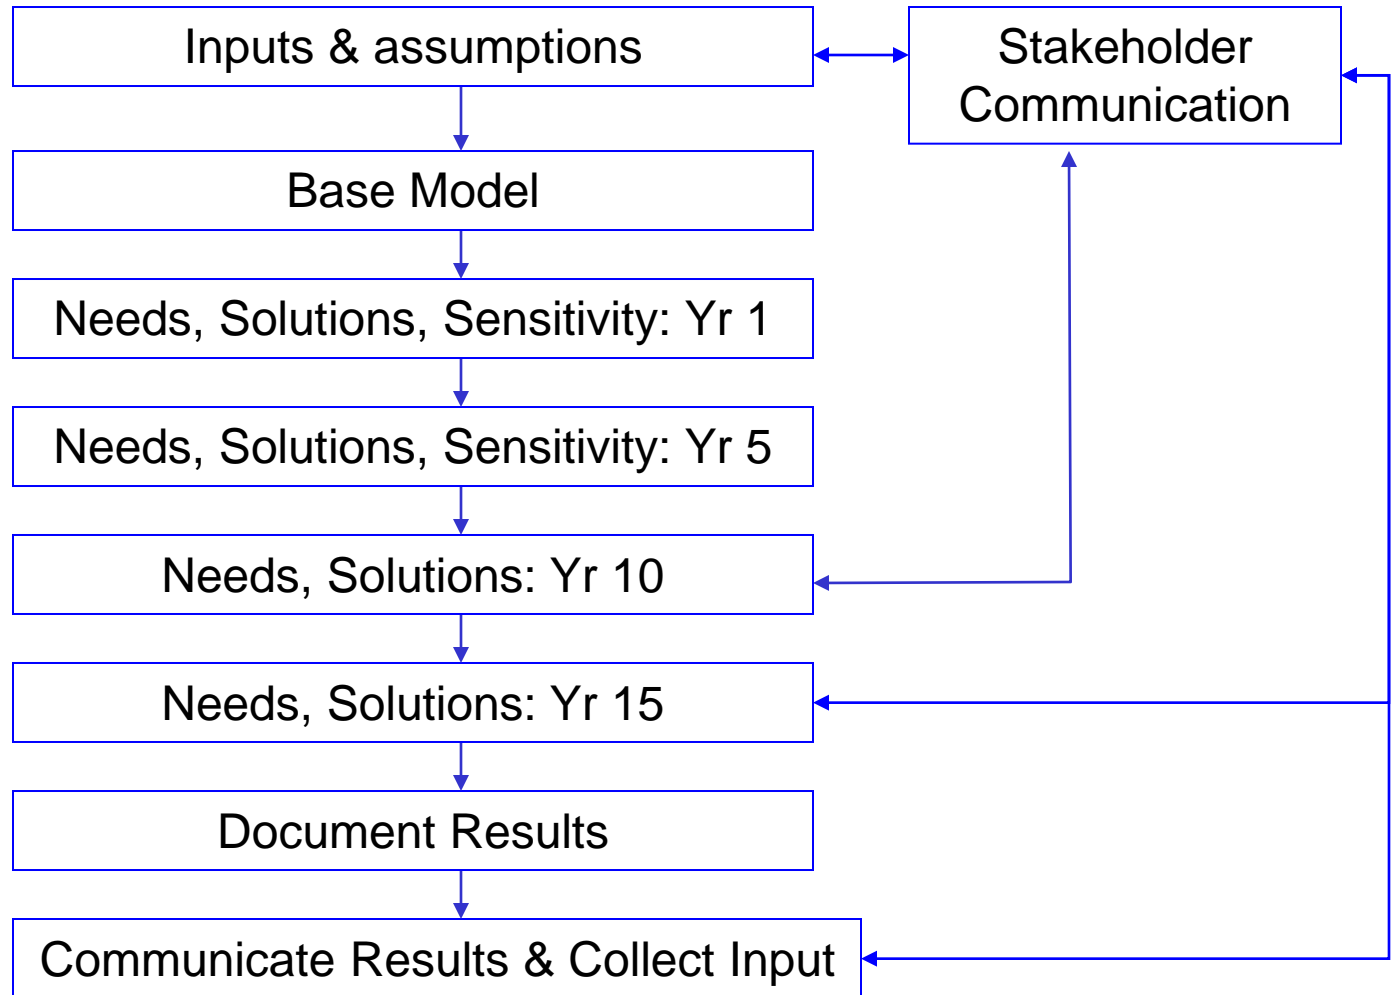 Inputs & assumptions
Stakeholder
Communication
Base Model
Needs, Solutions, Sensitivity: Yr 1
Needs, Solutions, Sensitivity: Yr 5
Needs, Solutions: Yr 10
Needs, Solutions: Yr 15
Document Results
Communicate Results & Collect Input